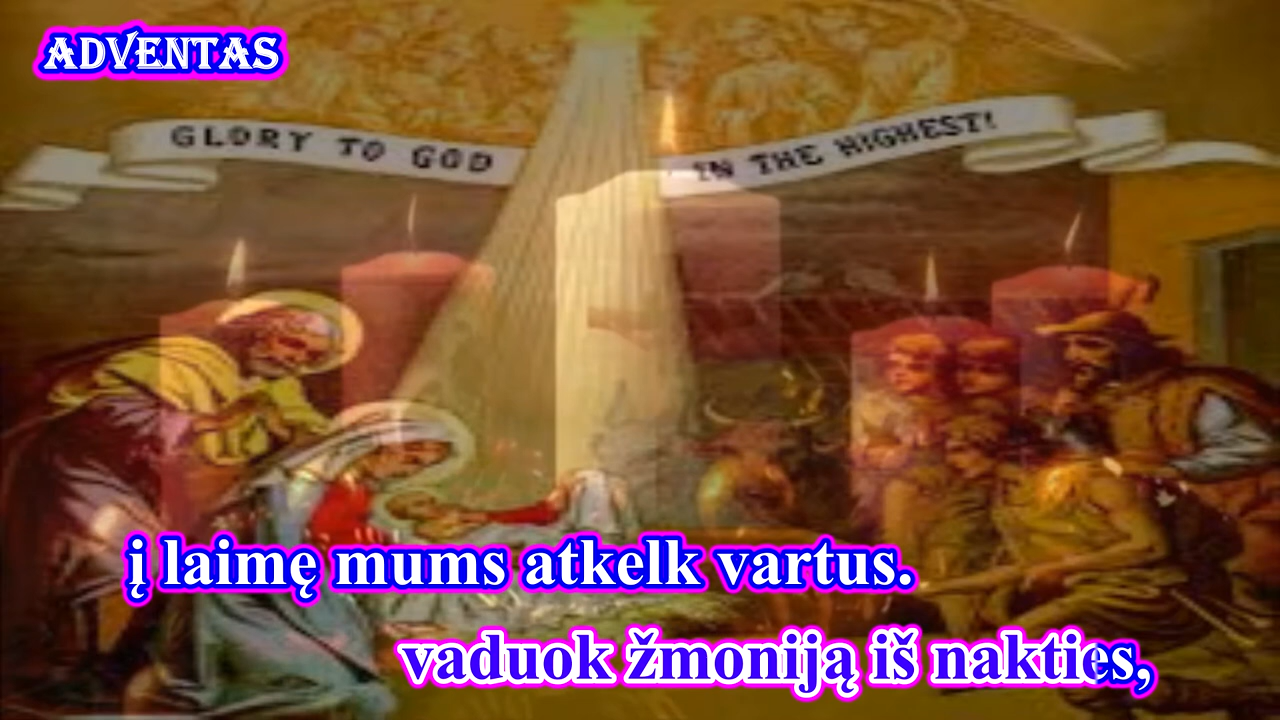 ADVENTAS
GLORY TO GOD IN THE HIGHEST!
į laimę mums atkelk vartus.
vaduok žmoniją iš nakties,